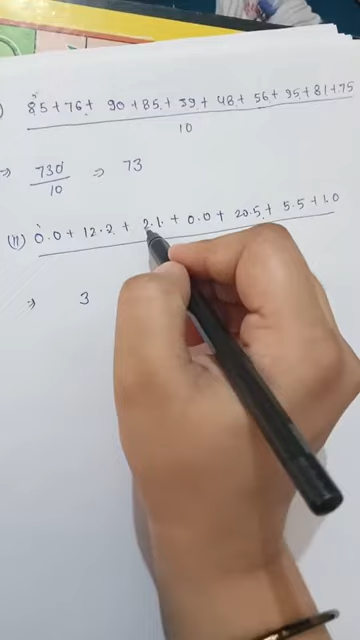 ) 85 + 76 + 90 + 85 + 39 + 48 + 56 + 95 + 81 + 75
10
⇒ 730/10 ⇒ 73
(ii) 0.0 + 12.2 + 2.1 + 0.0 + 20.5 + 5.5 + 1.0
⇒ 3